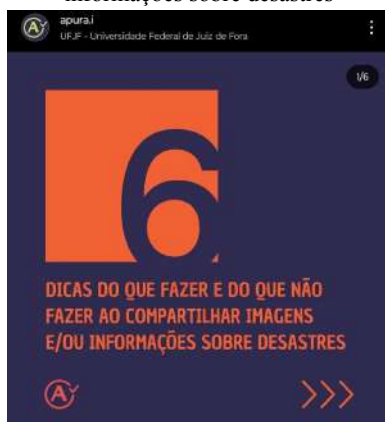 informações sobre desastres
apura.i
UFJF - Universidade Federal de Juiz de Fora
1/6
6
DICAS DO QUE FAZER E DO QUE NÃO
FAZER AO COMPARTILHAR IMAGENS
E/OU INFORMAÇÕES SOBRE DESASTRES
A
>>>